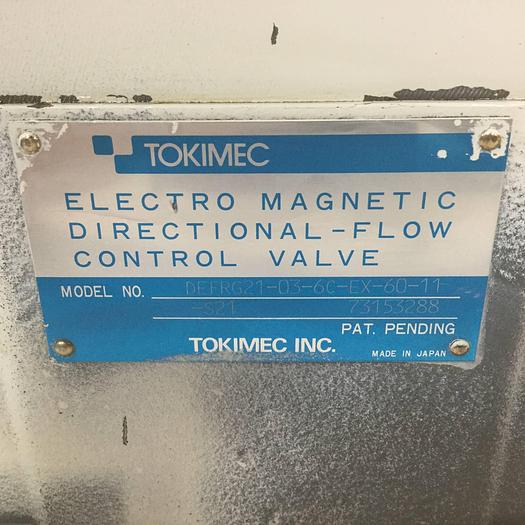 TOKIMEC
ELECTRO MAGNETIC
DIRECTIONAL-FLOW
CONTROL VALVE
MODEL NO. DFFRG21-03-6C-EX-60-11
-S21 73153288
PAT. PENDING
TOKIMEC INC.
MADE IN JAPAN